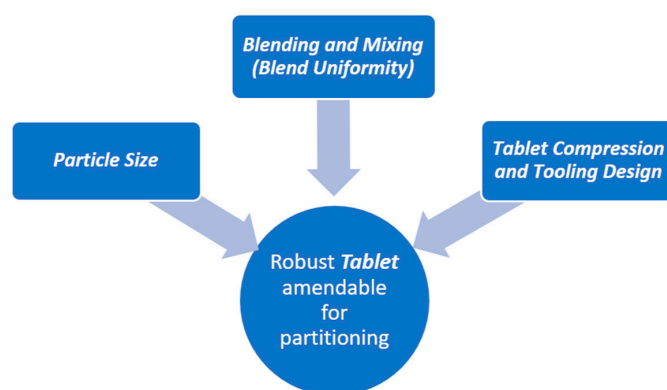 Blending and Mixing
(Blend Uniformity)
Particle Size
Tablet Compression
and Tooling Design
Robust Tablet
amendable
for
partitioning